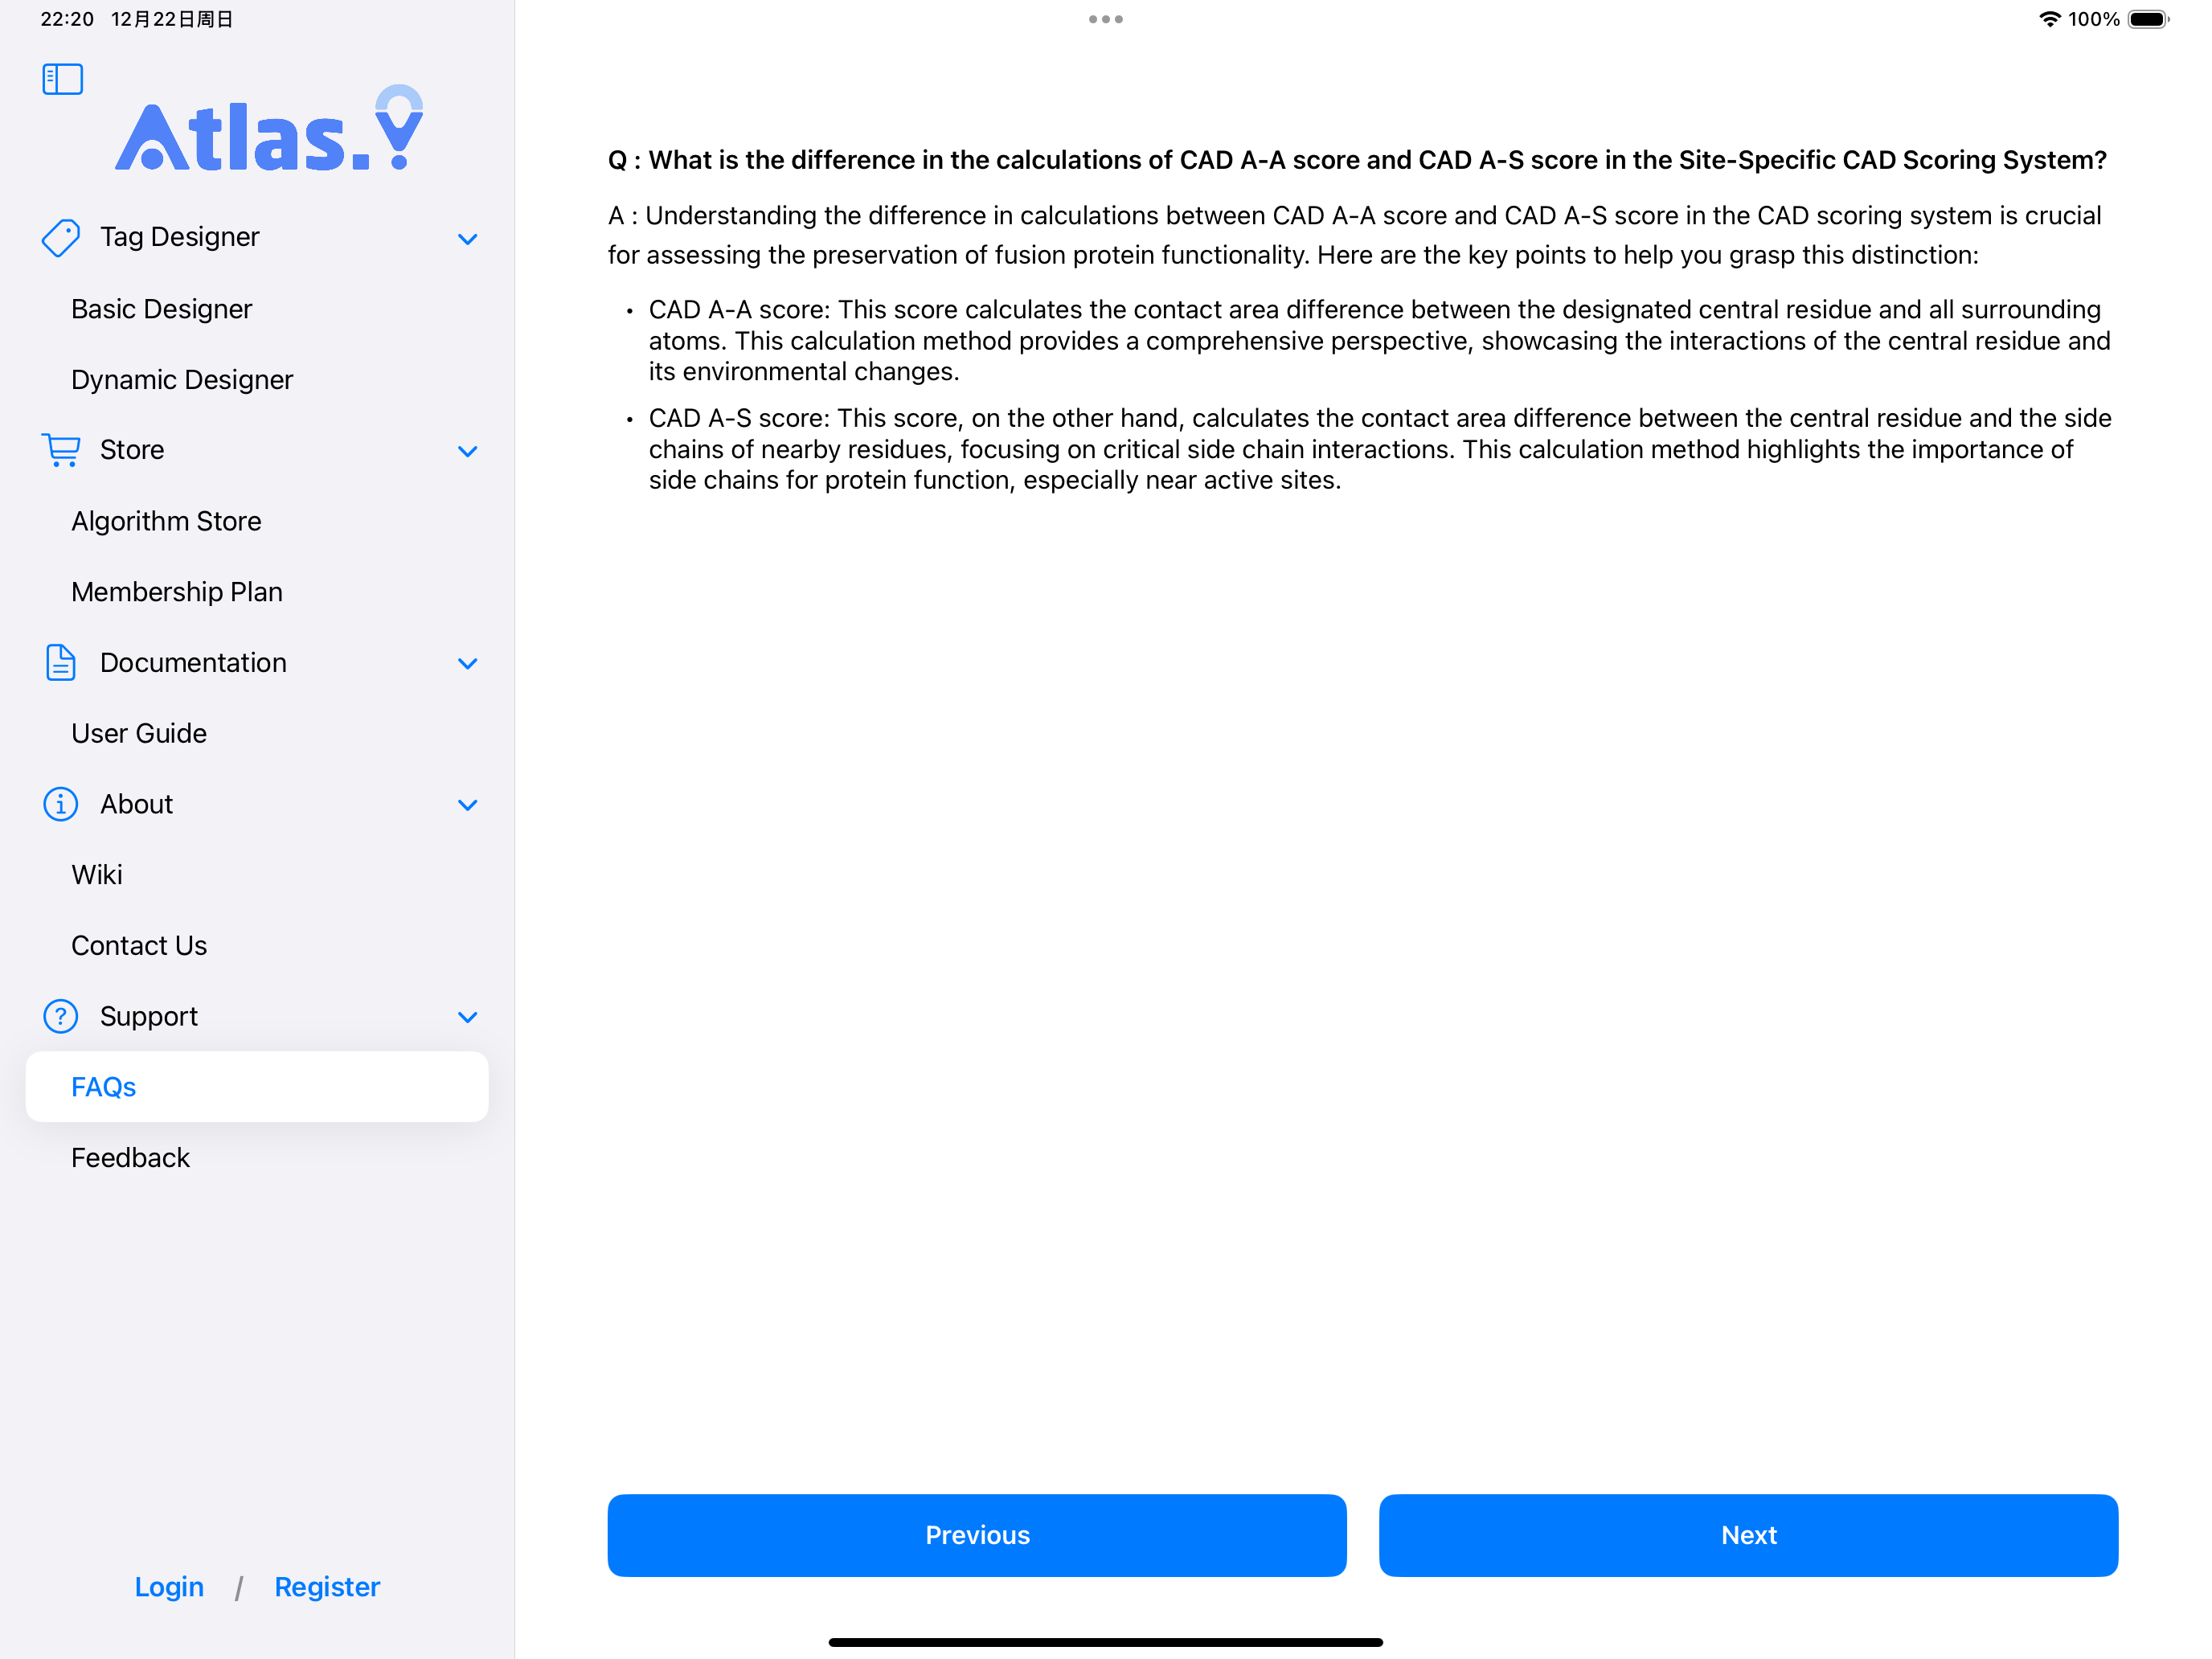 22:20 12月22日周日
100%
Atlas.y
Tag Designer
Basic Designer
Dynamic Designer
Store
Algorithm Store
Membership Plan
Documentation
User Guide
About
Wiki
Contact Us
Support
FAQs
Feedback
Login / Register
Q : What is the difference in the calculations of CAD A-A score and CAD A-S score in the Site-Specific CAD Scoring System?
A : Understanding the difference in calculations between CAD A-A score and CAD A-S score in the CAD scoring system is crucial
for assessing the preservation of fusion protein functionality. Here are the key points to help you grasp this distinction:
• CAD A-A score: This score calculates the contact area difference between the designated central residue and all surrounding
atoms. This calculation method provides a comprehensive perspective, showcasing the interactions of the central residue and
its environmental changes.
• CAD A-S score: This score, on the other hand, calculates the contact area difference between the central residue and the side
chains of nearby residues, focusing on critical side chain interactions. This calculation method highlights the importance of
side chains for protein function, especially near active sites.
Previous
Next